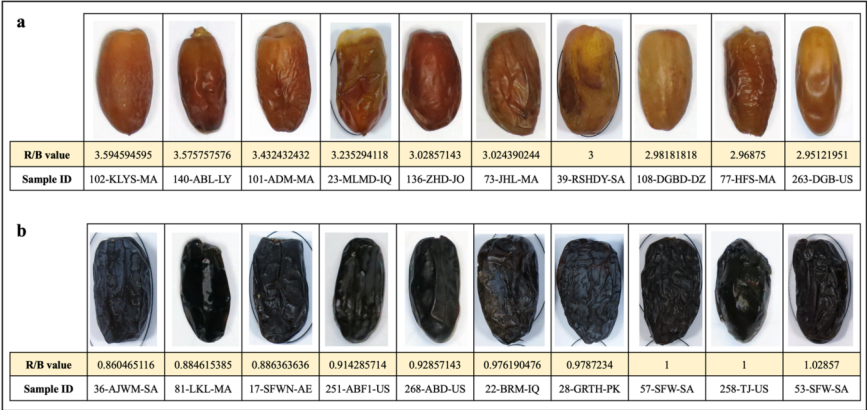 a
R/B value 3.594594595 3.575757576 3.432432432 3.235294118 3.02857143 3.024390244 3 2.98181818 2.96875 2.95121951
Sample ID 102-KLYS-MA 140-ABL-LY 101-ADM-MA 23-MLMD-IQ 136-ZHD-JO 73-JHL-MA 39-RSHDY-SA 108-DGBD-DZ 77-HFS-MA 263-DGB-US
b
R/B value 0.860465116 0.884615385 0.886363636 0.914285714 0.92857143 0.976190476 0.9787234 1 1 1.02857
Sample ID 36-AJWM-SA 81-LKL-MA 17-SFWN-AE 251-ABF1-US 268-ABD-US 22-BRM-IQ 28-GRTH-PK 57-SFW-SA 258-TJ-US 53-SFW-SA